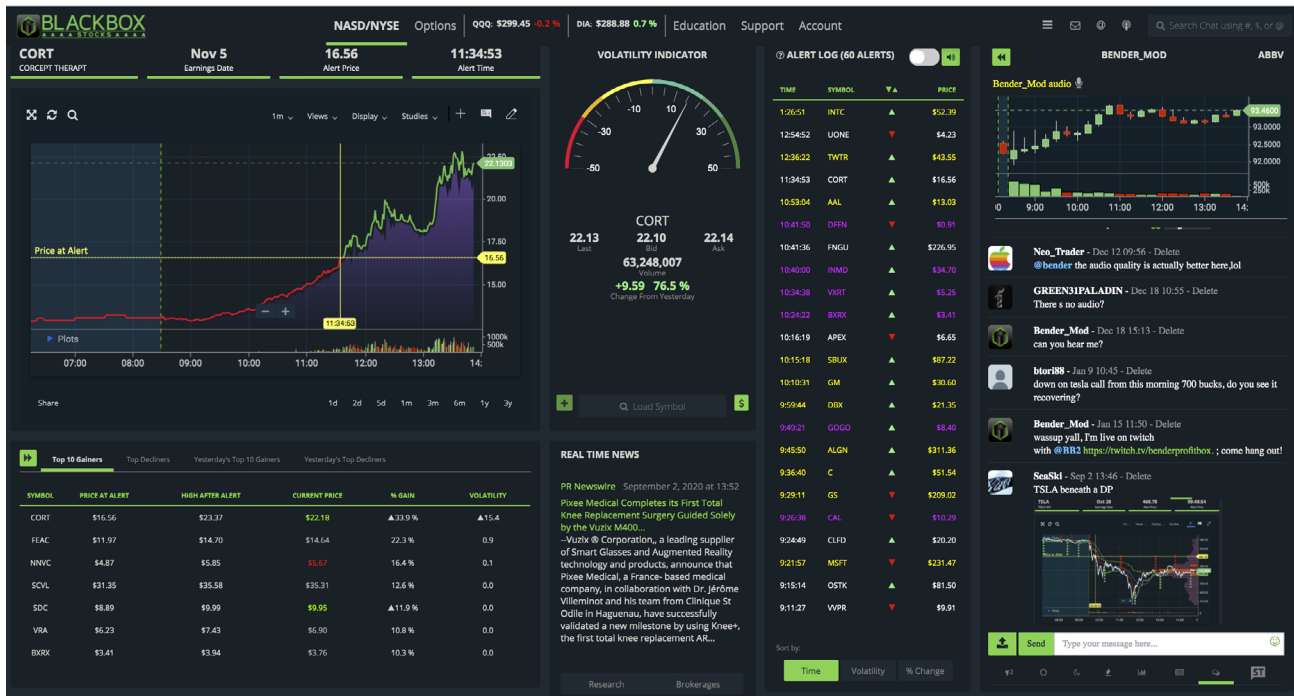 BLACKBOX
STOCKS
NASD/NYSE Options QQQ: $299.45 -0.2 % DIA: $288.88 0.7 % Education Support Account
Search Chat using #, $, or @
CORT
CORCEPT THERAPT
Nov 5
Earnings Date
16.56
Alert Price
11:34:53
Alert Time
1m Views Display Studies
22.50
22.1303
20.00
17.50
Price at Alert
16.56
15.00
11:34:53
Plots
1000k
500k
07:00 08:00 09:00 10:00 11:00 12:00 13:00 14:
Share 1d 2d 5d 1m 3m 6m 1y 3y
Top 10 Gainers Top Decliners Yesterday's Top 10 Gainers Yesterday's Top Decliners
SYMBOL PRICE AT ALERT HIGH AFTER ALERT CURRENT PRICE % GAIN VOLATILITY
CORT $16.56 $23.37 $22.18 ▲33.9 % ▲15.4
FEAC $11.97 $14.70 $14.64 22.3 % 0.9
NNVC $4.87 $5.85 $5.67 16.4 % 0.1
SCVL $31.35 $35.58 $35.31 12.6 % 0.0
SDC $8.89 $9.99 $9.95 ▲11.9 % 0.0
VRA $6.23 $7.43 $6.90 10.8 % 0.0
BXRX $3.41 $3.94 $3.76 10.3 % 0.0
VOLATILITY INDICATOR
-50 -30 -10 10 30 50
CORT
22.13 22.10 22.14
Last Bid Ask
63,248,007
Volume
+9.59 76.5 %
Change From Yesterday
+ Load Symbol $
REAL TIME NEWS
PR Newswire September 2, 2020 at 13:52
Pixee Medical Completes its First Total
Knee Replacement Surgery Guided Solely
by the Vuzix M400...
--Vuzix ® Corporation,, a leading supplier
of Smart Glasses and Augmented Reality
technology and products, announce that
Pixee Medical, a France- based medical
company, in collaboration with Dr. Jérôme
Villeminot and his team from Clinique St
Odile in Haguenau, have successfully
validated a new milestone by using Knee+,
the first total knee replacement AR...
Research Brokerages
ALERT LOG (60 ALERTS)
TIME SYMBOL ▼▲ PRICE
1:26:51 INTC ▲ $52.39
12:54:52 UONE ▼ $4.23
12:36:22 TWTR ▲ $43.55
11:34:53 CORT ▲ $16.56
10:53:04 AAL ▲ $13.03
10:41:50 DFFN ▼ $0.91
10:41:36 FNGU ▲ $226.95
10:40:00 INMD ▲ $34.70
10:34:38 VXRT ▲ $5.25
10:24:22 BXRX ▲ $3.41
10:16:19 APEX ▼ $6.65
10:15:18 SBUX ▲ $87.22
10:10:31 GM ▲ $30.60
9:59:44 DBX ▲ $21.35
9:49:21 GOGO ▲ $8.40
9:45:50 ALGN ▲ $311.36
9:36:40 C ▲ $51.54
9:29:11 GS ▼ $209.02
9:26:38 CAL ▼ $10.29
9:24:49 CLFD ▲ $20.20
9:21:57 MSFT ▼ $231.47
9:15:14 OSTK ▲ $81.50
9:11:27 VVPR ▼ $9.91
Sort by:
Time Volatility % Change
BENDER_MOD ABBV
Bender_Mod audio
93.4600
93.0000
92.5000
92.0000
500k
250k
9:00 10:00 11:00 12:00 13:00 14:
Neo_Trader - Dec 12 09:56 - Delete
@bender the audio quality is actually better here,lol
GREEN31PALADIN - Dec 18 10:55 - Delete
There s no audio?
Bender_Mod - Dec 18 15:13 - Delete
can you hear me?
btori88 - Jan 9 10:45 - Delete
down on tesla call from this morning 700 bucks, do you see it
recovering?
Bender_Mod - Jan 15 11:50 - Delete
wassup yall, I'm live on twitch
with @BB2 https://twitch.tv/benderprofitbox. ; come hang out!
SeaSki - Sep 2 13:46 - Delete
TSLA beneath a DP
TSLA
Send Type your message here...
ST